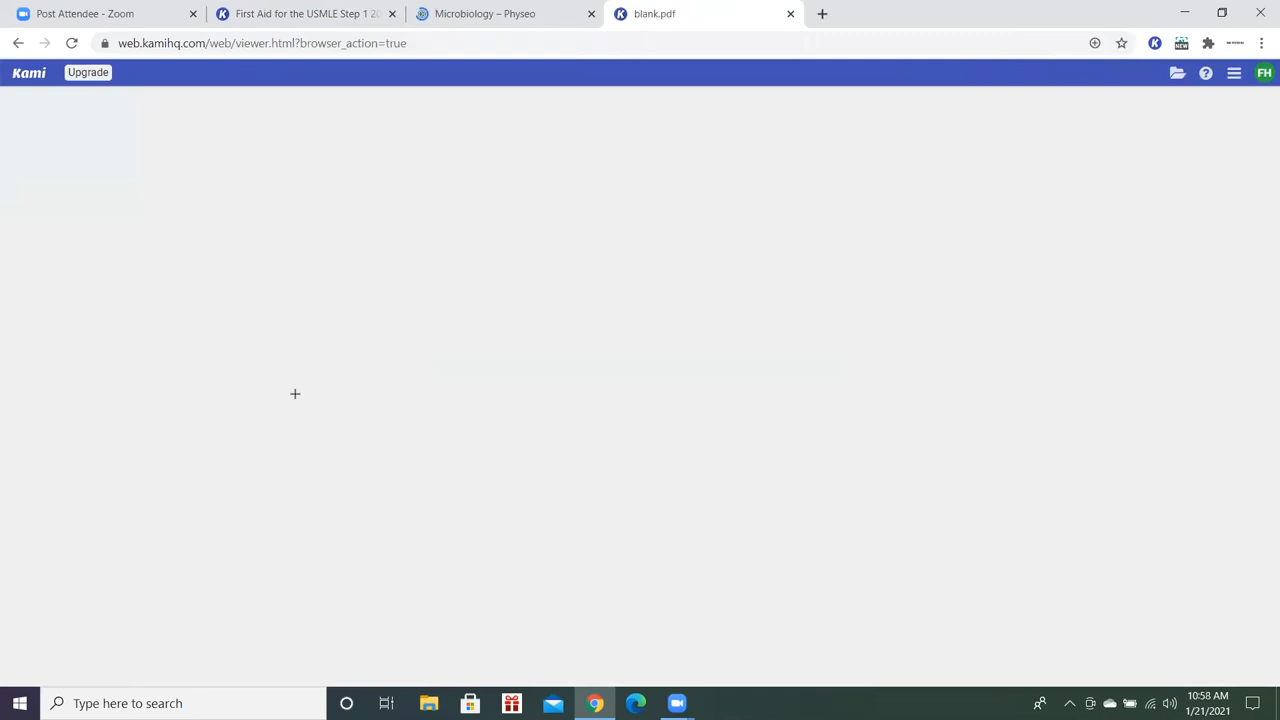 Post Attendee - Zoom
First Aid for the USMLE Step 1 20
Microbiology – Physeo
blank.pdf
web.kamihq.com/web/viewer.html?browser_action=true
NEW
Kami
Upgrade
FH
Type here to search
10:58 AM
1/21/2021